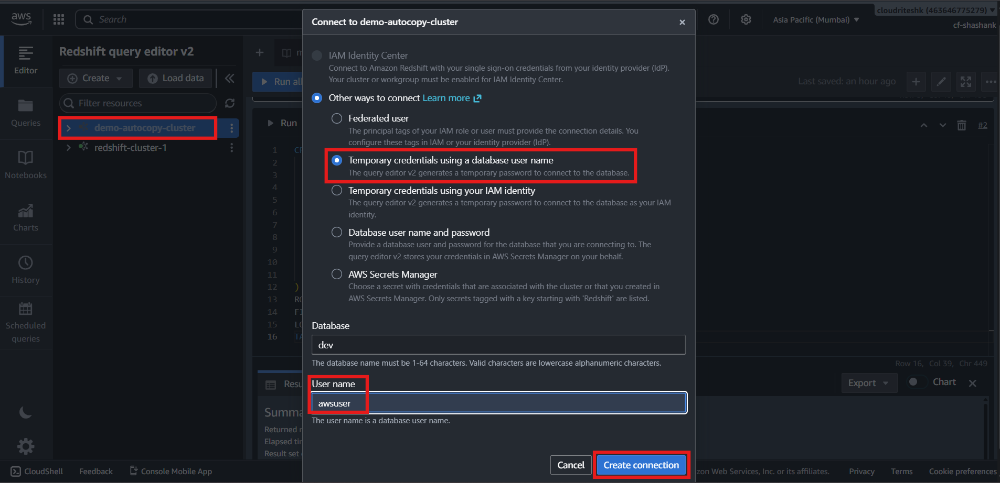 aws
Search
Asia Pacific (Mumbai)
cloudriteshk (463646775279)
cf-shashank
Editor
Queries
Notebooks
Charts
History
Scheduled
queries
Redshift query editor v2
Create
Load data
Filter resources
demo-autocopy-cluster
redshift-cluster-1
Run all
Last saved: an hour ago
Run
#2
1
2
3
4
5
6
7
8
9
10
11
12 )
13
14
15
16
Row 16, Col 39, Chr 449
Export
Chart
Returned
Elapsed
Result set
Connect to demo-autocopy-cluster
IAM Identity Center
Connect to Amazon Redshift with your single sign-on credentials from your identity provider (IdP).
Your cluster or workgroup must be enabled for IAM Identity Center.
Other ways to connect Learn more
Federated user
The principal tags of your IAM role or user must provide the connection details. You
configure these tags in IAM or your identity provider (IdP).
Temporary credentials using a database user name
The query editor v2 generates a temporary password to connect to the database.
Temporary credentials using your IAM identity
The query editor v2 generates a temporary password to connect to the database as your IAM
identity.
Database user name and password
Provide a database user and password for the database that you are connecting to. The
query editor v2 stores your credentials in AWS Secrets Manager on your behalf.
AWS Secrets Manager
Choose a secret with credentials that are associated with the cluster or that you created in
AWS Secrets Manager. Only secrets tagged with a key starting with 'Redshift' are listed.
Database
dev
The database name must be 1-64 characters. Valid characters are lowercase alphanumeric characters.
User name
awsuser
The user name is a database user name.
Cancel
Create connection
CloudShell
Feedback
Console Mobile App
zon Web Services, Inc. or its affiliates.
Privacy
Terms
Cookie preferences